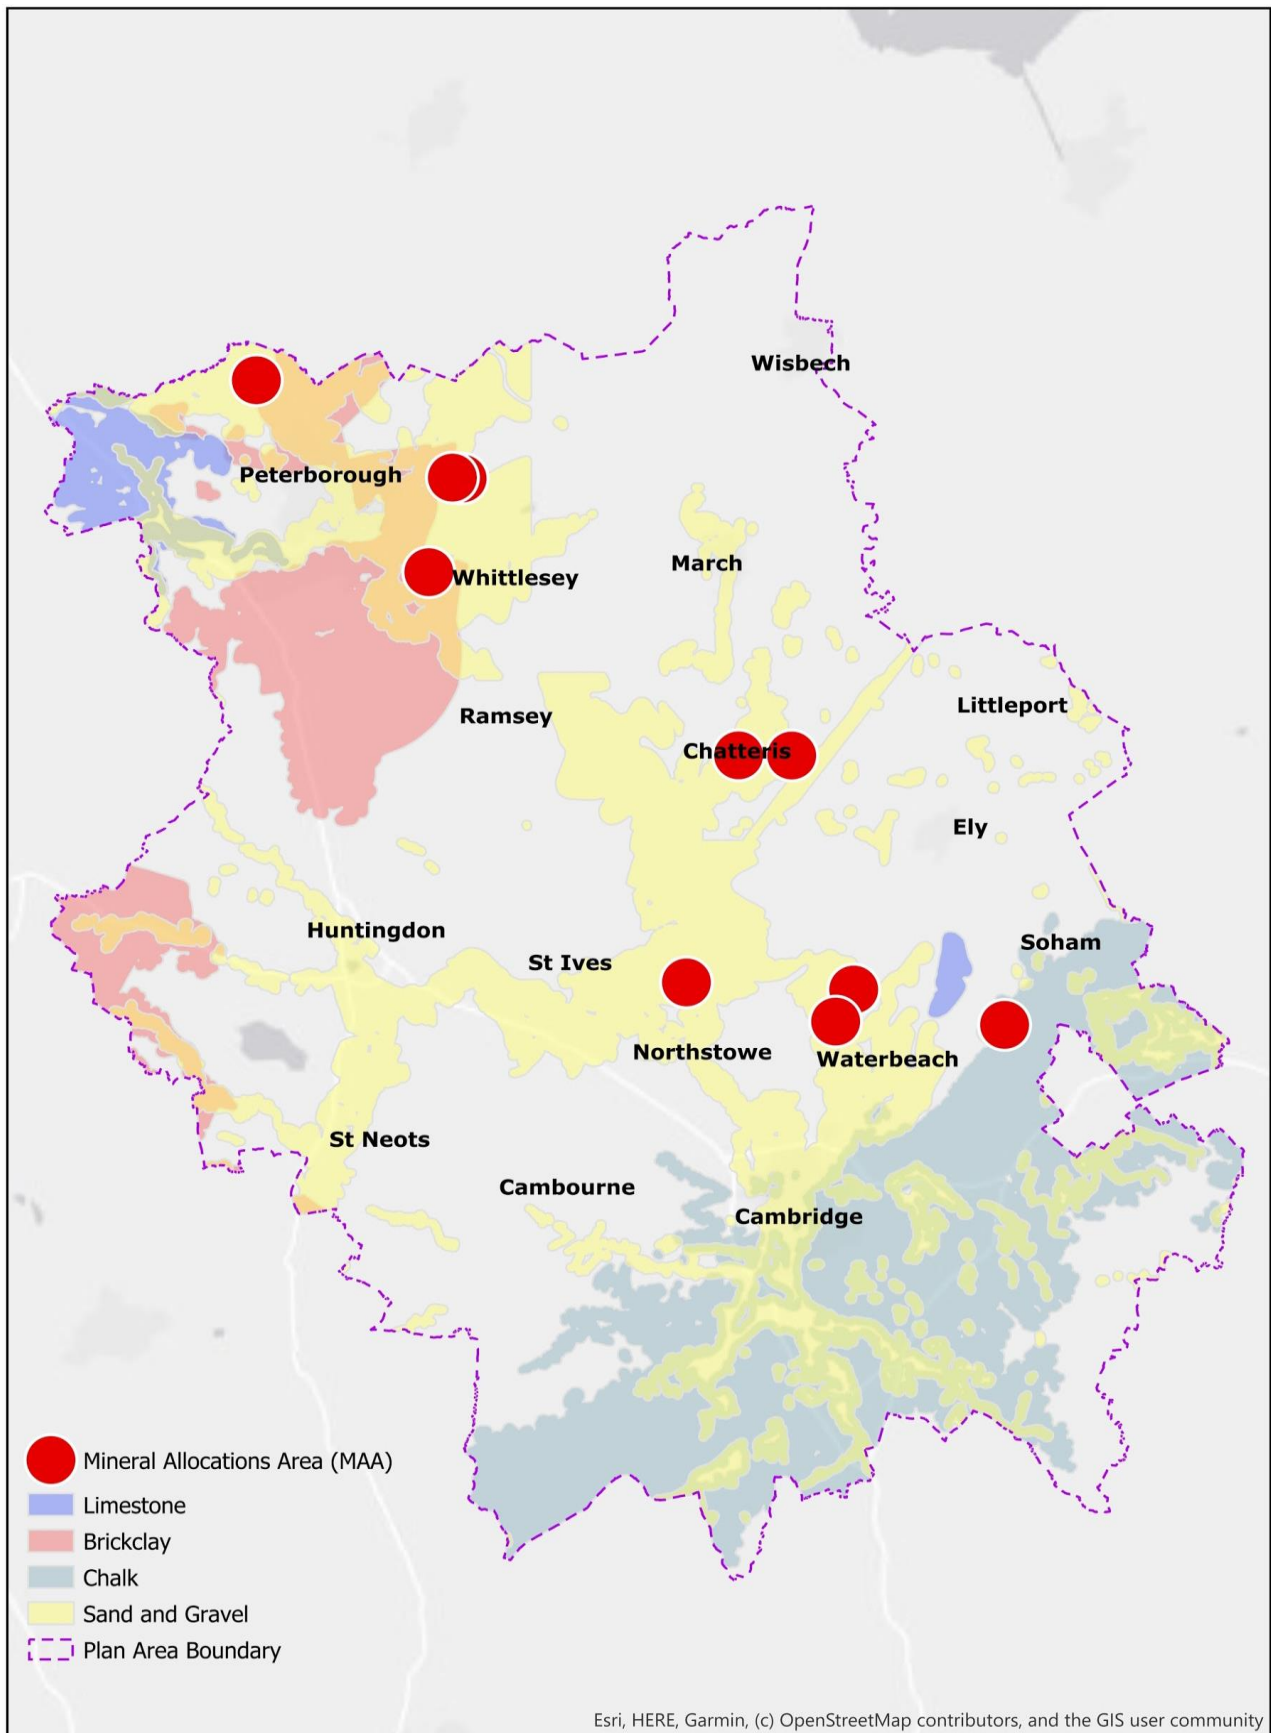 Wisbech
Peterborough
March
Whittlesey
Littleport
Ramsey
Chatteris
Ely
Huntingdon
Soham
St Ives
Northstowe
Waterbeach
St Neots
Cambourne
Cambridge
Mineral Allocations Area (MAA)
Limestone
Brickclay
Chalk
Sand and Gravel
Plan Area Boundary
Esri, HERE, Garmin, (c) OpenStreetMap contributors, and the GIS user community